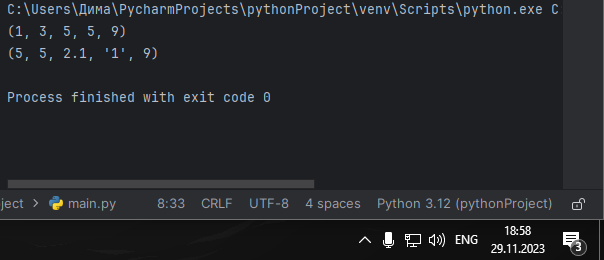 C:\Users\Дима\PycharmProjects\pythonProject\venv\Scripts\python.exe C
(1, 3, 5, 5, 9)
(5, 5, 2.1, '1', 9)
Process finished with exit code 0
ject > main.py 8:33 CRLF UTF-8 4 spaces Python 3.12 (pythonProject)
ENG 18:58
29.11.2023 3